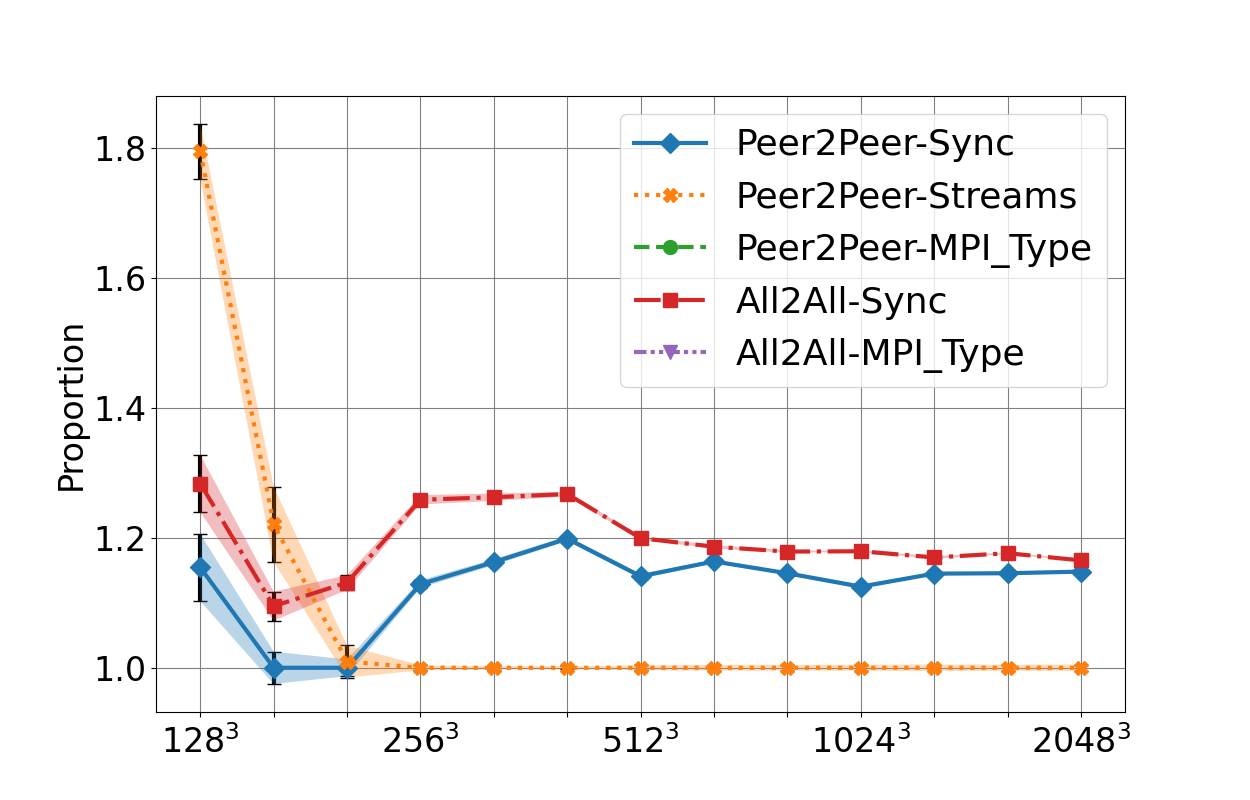 Peer2Peer-Sync
Peer2Peer-Streams
Peer2Peer-MPI_Type
All2All-Sync
All2All-MPI_Type
Proportion
1.8
1.6
1.4
1.2
1.0
128³
256³
512³
1024³
2048³